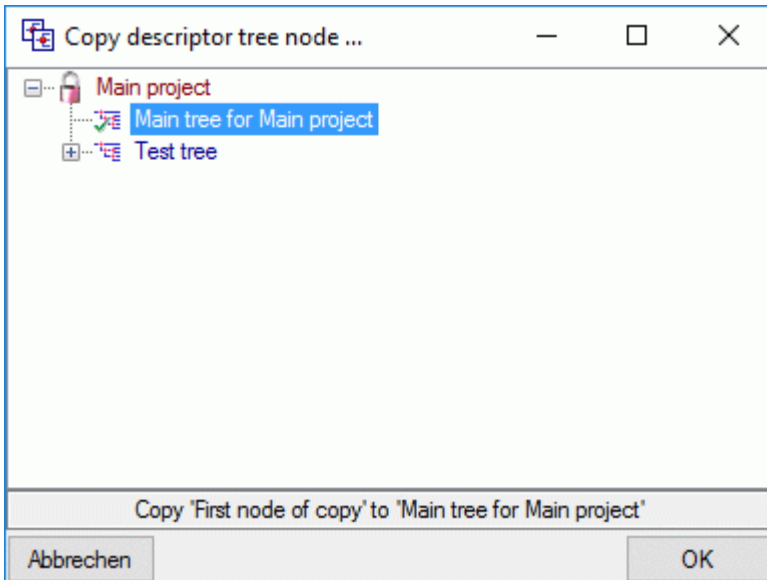 Copy descriptor tree node ...
Main project
Main tree for Main project
Test tree
Copy 'First node of copy' to 'Main tree for Main project'
Abbrechen OK